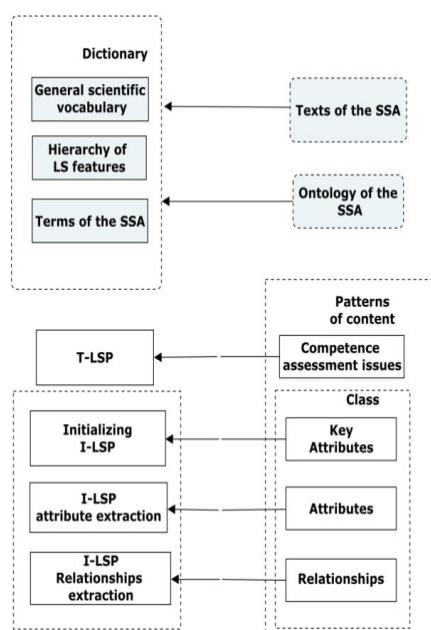 Dictionary
General scientific
vocabulary
Texts of the SSA
Hierarchy of
LS features
Ontology of the
SSA
Terms of the SSA
Patterns
of content
T-LSP
Competence
assessment issues
Class
Initializing
I-LSP
Key
Attributes
I-LSP
attribute extraction
Attributes
I-LSP
Relationships
extraction
Relationships